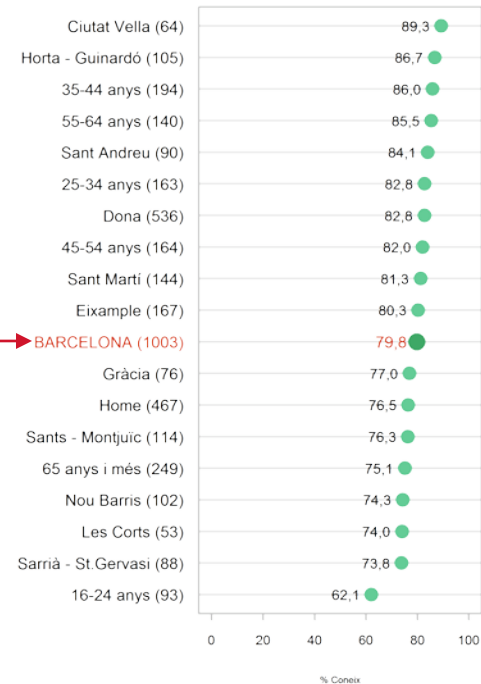 Ciutat Vella (64) 89,3
Horta - Guinardó (105) 86,7
35-44 anys (194) 86,0
55-64 anys (140) 85,5
Sant Andreu (90) 84,1
25-34 anys (163) 82,8
Dona (536) 82,8
45-54 anys (164) 82,0
Sant Martí (144) 81,3
Eixample (167) 80,3
BARCELONA (1003) 79,8
Gràcia (76) 77,0
Home (467) 76,5
Sants - Montjuïc (114) 76,3
65 anys i més (249) 75,1
Nou Barris (102) 74,3
Les Corts (53) 74,0
Sarrià - St.Gervasi (88) 73,8
16-24 anys (93) 62,1
0 20 40 60 80 100
% Coneix